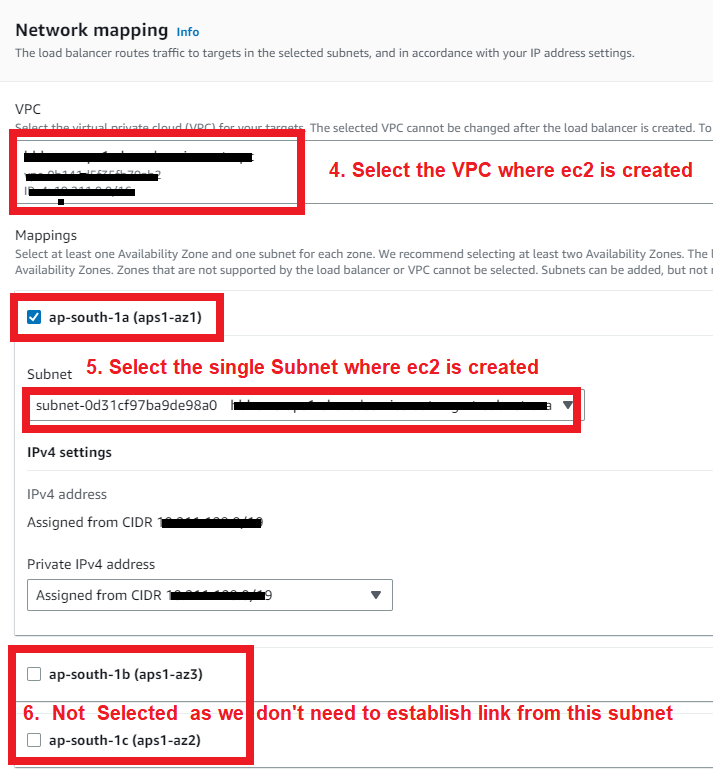 Network mapping Info
The load balancer routes traffic to targets in the selected subnets, and in accordance with your IP address settings.
VPC
Select the virtual private cloud (VPC) for your targets. The selected VPC cannot be changed after the load balancer is created. To
4. Select the VPC where ec2 is created
Mappings
Select at least one Availability Zone and one subnet for each zone. We recommend selecting at least two Availability Zones. The
Availability Zones. Zones that are not supported by the load balancer or VPC cannot be selected. Subnets can be added, but not
ap-south-1a (aps1-az1)
Subnet 5. Select the single Subnet where ec2 is created
subnet-0d31cf97ba9de98a0
IPv4 settings
IPv4 address
Assigned from CIDR
Private IPv4 address
Assigned from CIDR
ap-south-1b (aps1-az3)
6. Not Selected as we don't need to establish link from this subnet
ap-south-1c (aps1-az2)